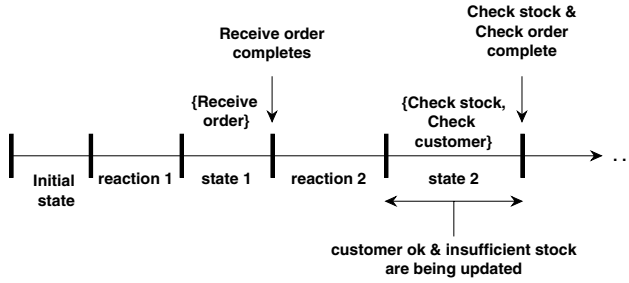 Receive order
completes
Check stock &
Check order
complete
{Receive
order}
{Check stock,
Check
customer}
Initial
state
reaction 1
state 1
reaction 2
state 2
. .
customer ok & insufficient stock
are being updated